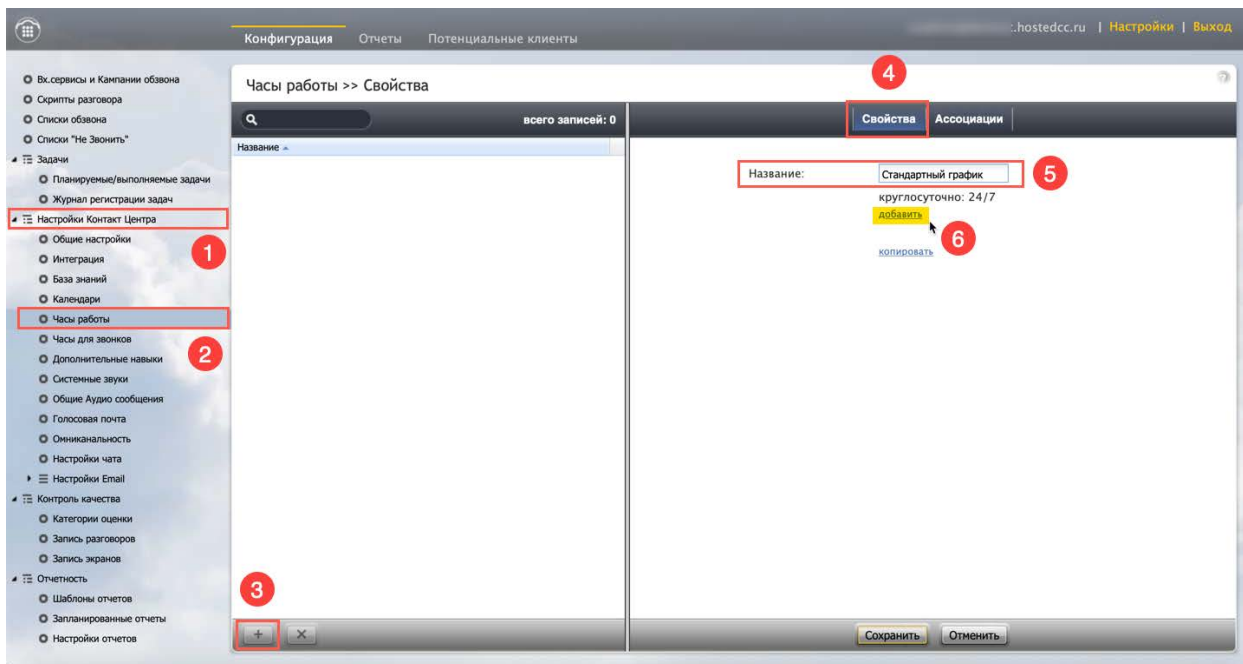 .hostedcc.ru | Настройки | Выход
Конфигурация Отчеты Потенциальные клиенты
Вх.сервисы и Кампании обзвона
Скрипты разговора
Списки обзвона
Списки "Не Звонить"
Задачи
Планируемые/выполняемые задачи
Журнал регистрации задач
Настройки Контакт Центра
1
Общие настройки
Интеграция
База знаний
Календари
Часы работы
2
Часы для звонков
Дополнительные навыки
Системные звуки
Общие Аудио сообщения
Голосовая почта
Омниканальность
Настройки чата
Настройки Email
Контроль качества
Категории оценки
Запись разговоров
Запись экранов
Отчетность
Шаблоны отчетов
Запланированные отчеты
Настройки отчетов
Часы работы >> Свойства
4
?
всего записей: 0
Название
3
+ ×
Свойства Ассоциации
Название: Стандартный график
5
круглосуточно: 24/7
добавить
6
копировать
Сохранить Отменить